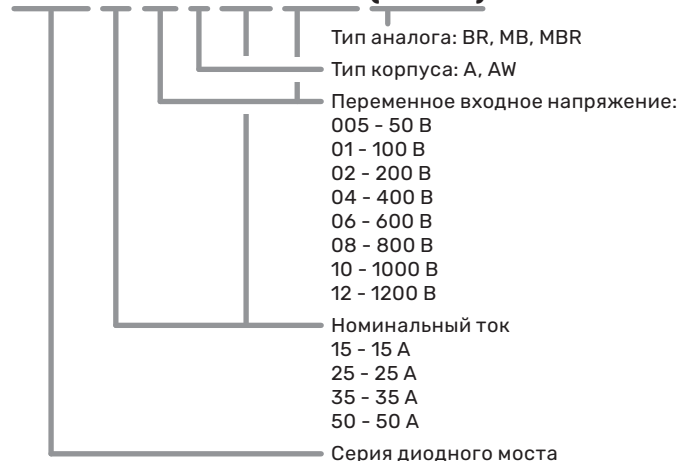 Тип аналога: BR, MB, MBR
Тип корпуса: A, AW
Переменное входное напряжение:
005 - 50 В
01 - 100 В
02 - 200 В
04 - 400 В
06 - 600 В
08 - 800 В
10 - 1000 В
12 - 1200 В
Номинальный ток
15 - 15 А
25 - 25 А
35 - 35 А
50 - 50 А
Серия диодного моста